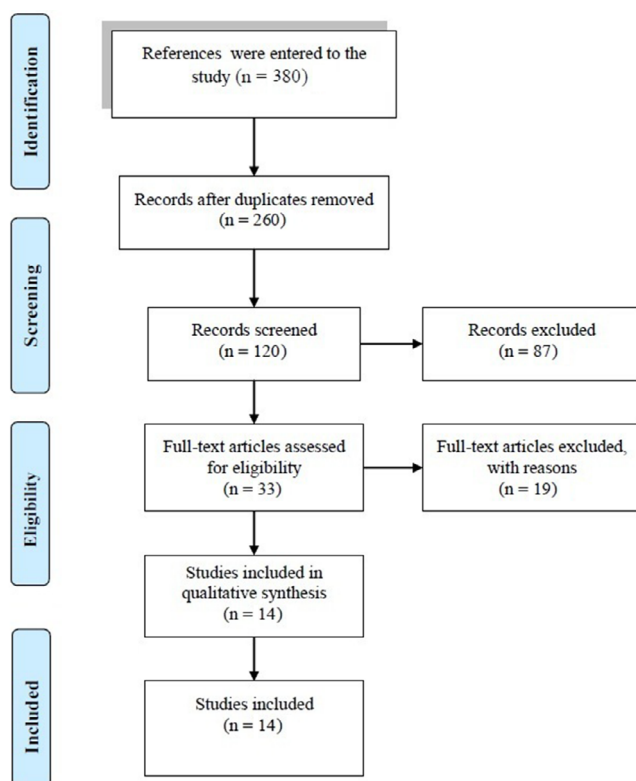 Identification
References were entered to the
study (n = 380)
Records after duplicates removed
(n = 260)
Screening
Records screened
(n = 120)
Records excluded
(n = 87)
Eligibility
Full-text articles assessed
for eligibility
(n = 33)
Full-text articles excluded,
with reasons
(n = 19)
Studies included in
qualitative synthesis
(n = 14)
Included
Studies included
(n = 14)